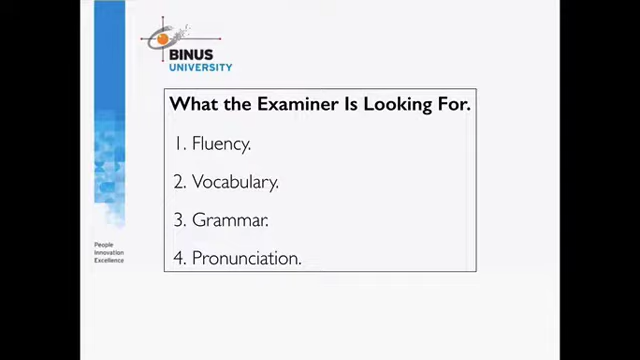 BINUS
UNIVERSITY
What the Examiner Is Looking For.
1. Fluency.
2. Vocabulary.
3. Grammar.
4. Pronunciation.
People
Innovation
Excellence